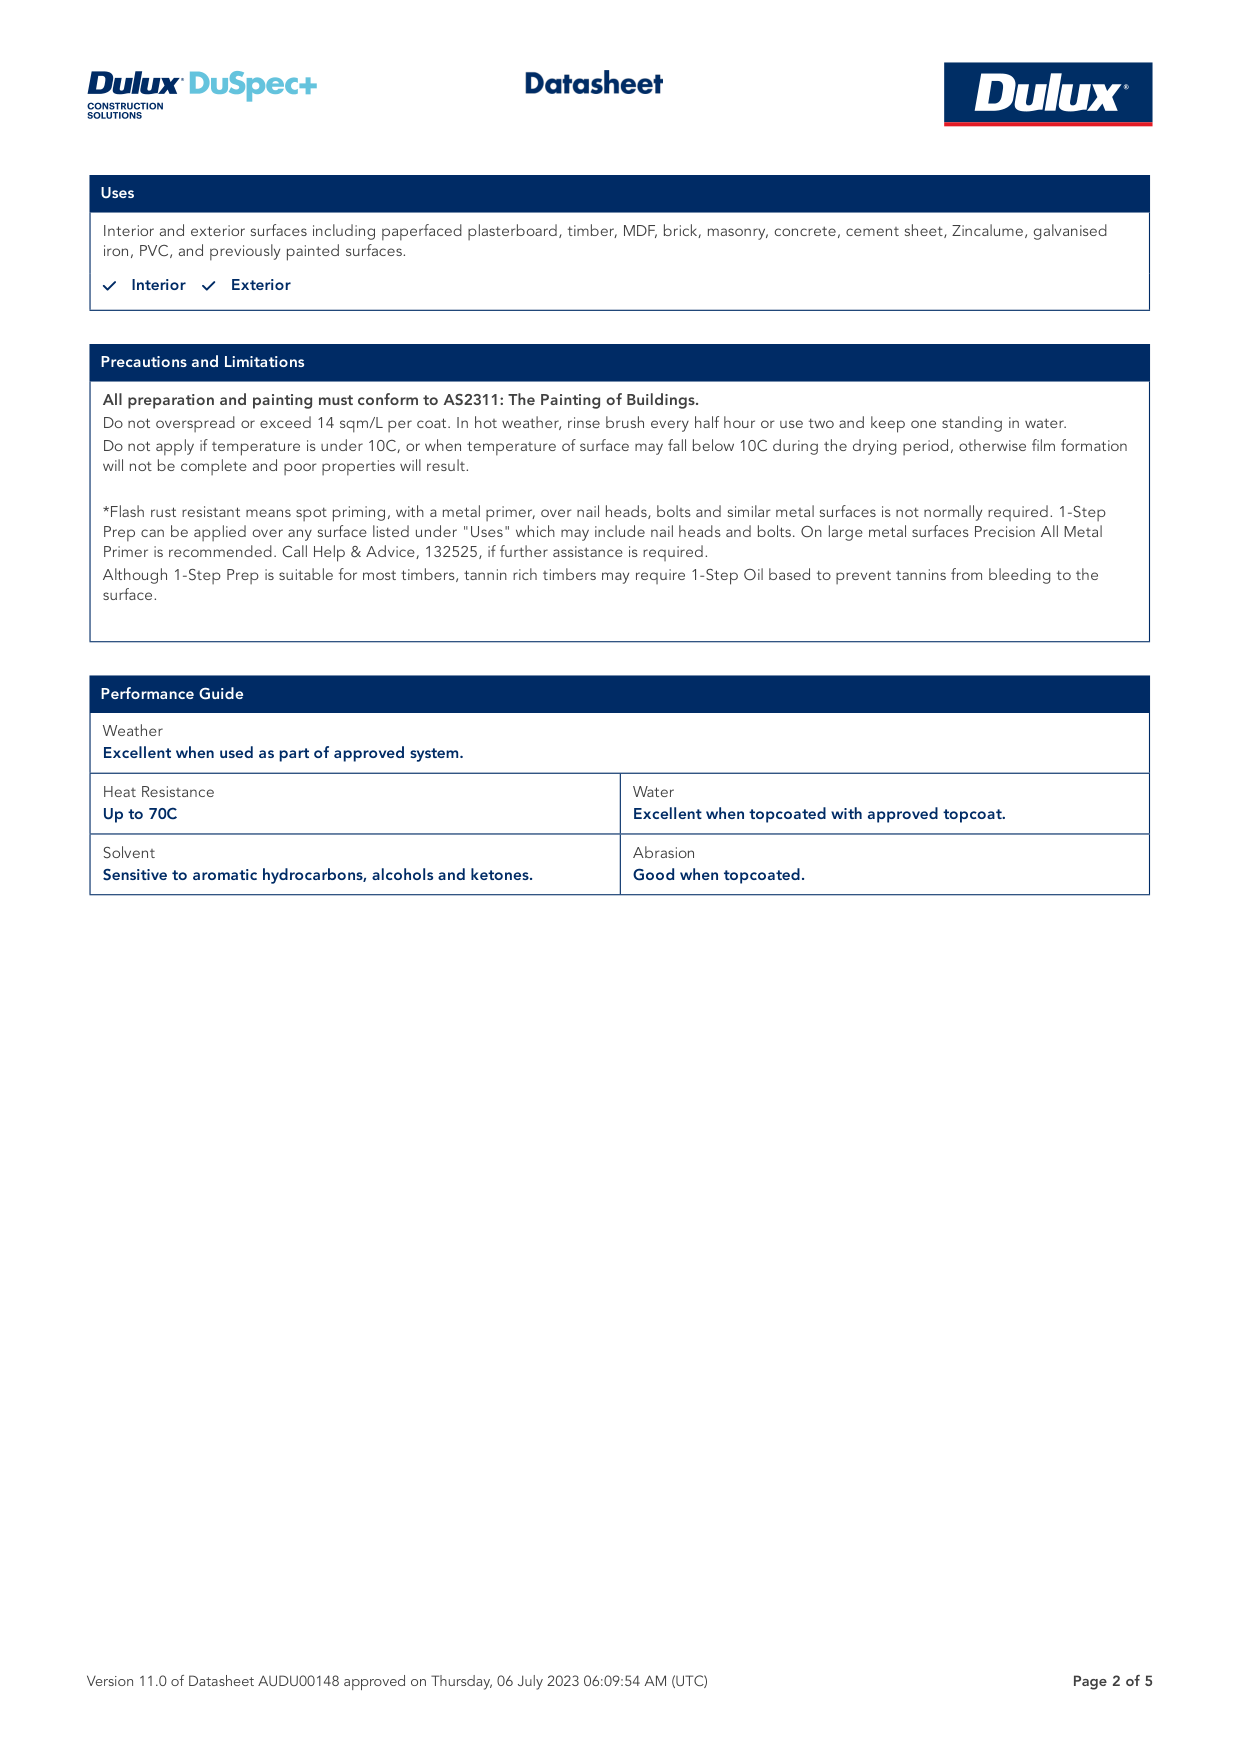 Dulux DuSpec+
CONSTRUCTION
SOLUTIONS
Datasheet
Dulux®
Uses
Interior and exterior surfaces including paperfaced plasterboard, timber, MDF, brick, masonry, concrete, cement sheet, Zincalume, galvanised
iron, PVC, and previously painted surfaces.
✓ Interior ✓ Exterior
Precautions and Limitations
All preparation and painting must conform to AS2311: The Painting of Buildings.
Do not overspread or exceed 14 sqm/L per coat. In hot weather, rinse brush every half hour or use two and keep one standing in water.
Do not apply if temperature is under 10C, or when temperature of surface may fall below 10C during the drying period, otherwise film formation
will not be complete and poor properties will result.
*Flash rust resistant means spot priming, with a metal primer, over nail heads, bolts and similar metal surfaces is not normally required. 1-Step
Prep can be applied over any surface listed under "Uses" which may include nail heads and bolts. On large metal surfaces Precision All Metal
Primer is recommended. Call Help & Advice, 132525, if further assistance is required.
Although 1-Step Prep is suitable for most timbers, tannin rich timbers may require 1-Step Oil based to prevent tannins from bleeding to the
surface.
Performance Guide
Weather
Excellent when used as part of approved system.
Heat Resistance
Up to 70C
Water
Excellent when topcoated with approved topcoat.
Solvent
Sensitive to aromatic hydrocarbons, alcohols and ketones.
Abrasion
Good when topcoated.
Version 11.0 of Datasheet AUDU00148 approved on Thursday, 06 July 2023 06:09:54 AM (UTC)
Page 2 of 5